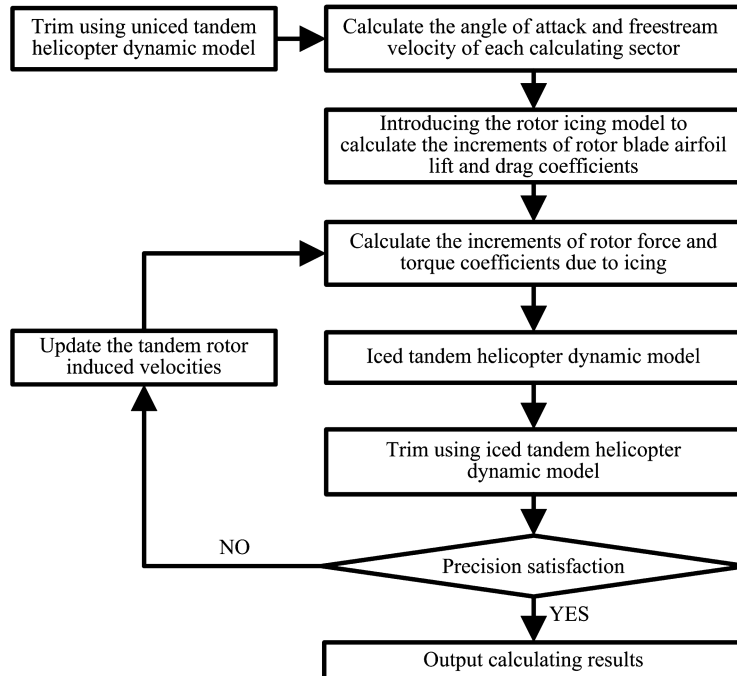 Trim using uniced tandem
helicopter dynamic model
Calculate the angle of attack and freestream
velocity of each calculating sector
Introducing the rotor icing model to
calculate the increments of rotor blade airfoil
lift and drag coefficients
Calculate the increments of rotor force and
torque coefficients due to icing
Update the tandem rotor
induced velocities
Iced tandem helicopter dynamic model
Trim using iced tandem helicopter
dynamic model
NO
Precision satisfaction
YES
Output calculating results